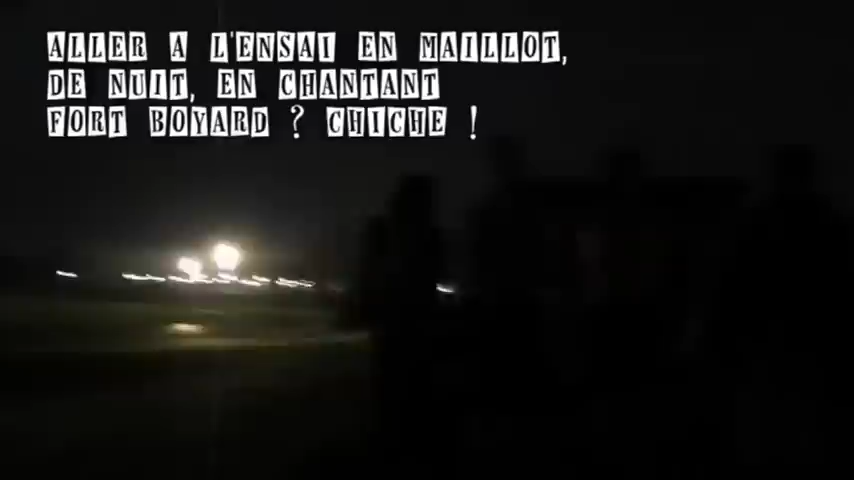 ALLER A L'ENSAI EN MAILLOT,
DE NUIT, EN CHANTANT
FORT BOYARD ? CHICHE !